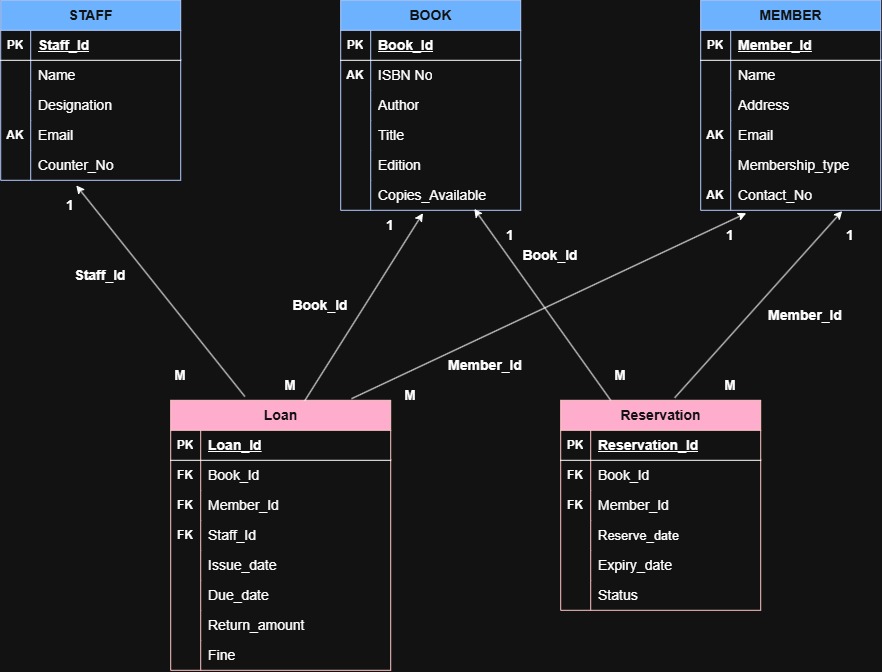 STAFF
PK Staff_Id
Name
Designation
AK Email
Counter_No
BOOK
PK Book_Id
AK ISBN No
Author
Title
Edition
Copies_Available
MEMBER
PK Member_Id
Name
Address
AK Email
Membership_type
AK Contact_No
1
1
1
1
1
Staff_Id
Book_Id
Book_Id
Member_Id
Member_Id
M
M
M
M
M
Loan
PK Loan_Id
FK Book_Id
FK Member_Id
FK Staff_Id
Issue_date
Due_date
Return_amount
Fine
Reservation
PK Reservation_Id
FK Book_Id
FK Member_Id
Reserve_date
Expiry_date
Status